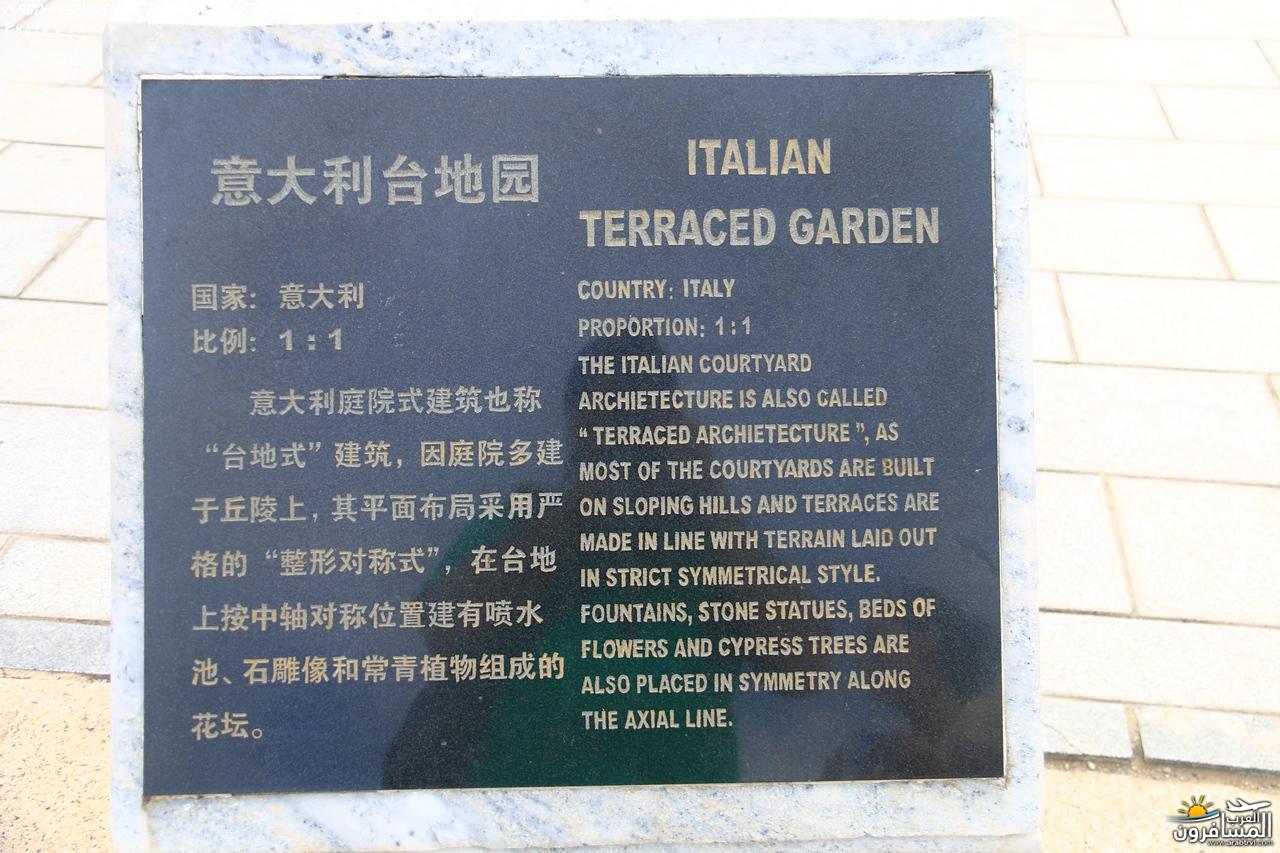 意大利台地园
国家：意大利
比例：1：1
意大利庭院式建筑也称
“台地式”建筑，因庭院多建
于丘陵上，其平面布局采用严
格的“整形对称式”，在台地
上按中轴对称位置建有喷水
池、石雕像和常青植物组成的
花坛。
ITALIAN
TERRACED GARDEN
COUNTRY: ITALY
PROPORTION: 1:1
THE ITALIAN COURTYARD
ARCHIETECTURE IS ALSO CALLED
“ TERRACED ARCHIETECTURE ”, AS
MOST OF THE COURTYARDS ARE BUILT
ON SLOPING HILLS AND TERRACES ARE
MADE IN LINE WITH TERRAIN LAID OUT
IN STRICT SYMMETRICAL STYLE.
FOUNTAINS, STONE STATUES, BEDS OF
FLOWERS AND CYPRESS TREES ARE
ALSO PLACED IN SYMMETRY ALONG
THE AXIAL LINE.
العرب
المسافرون